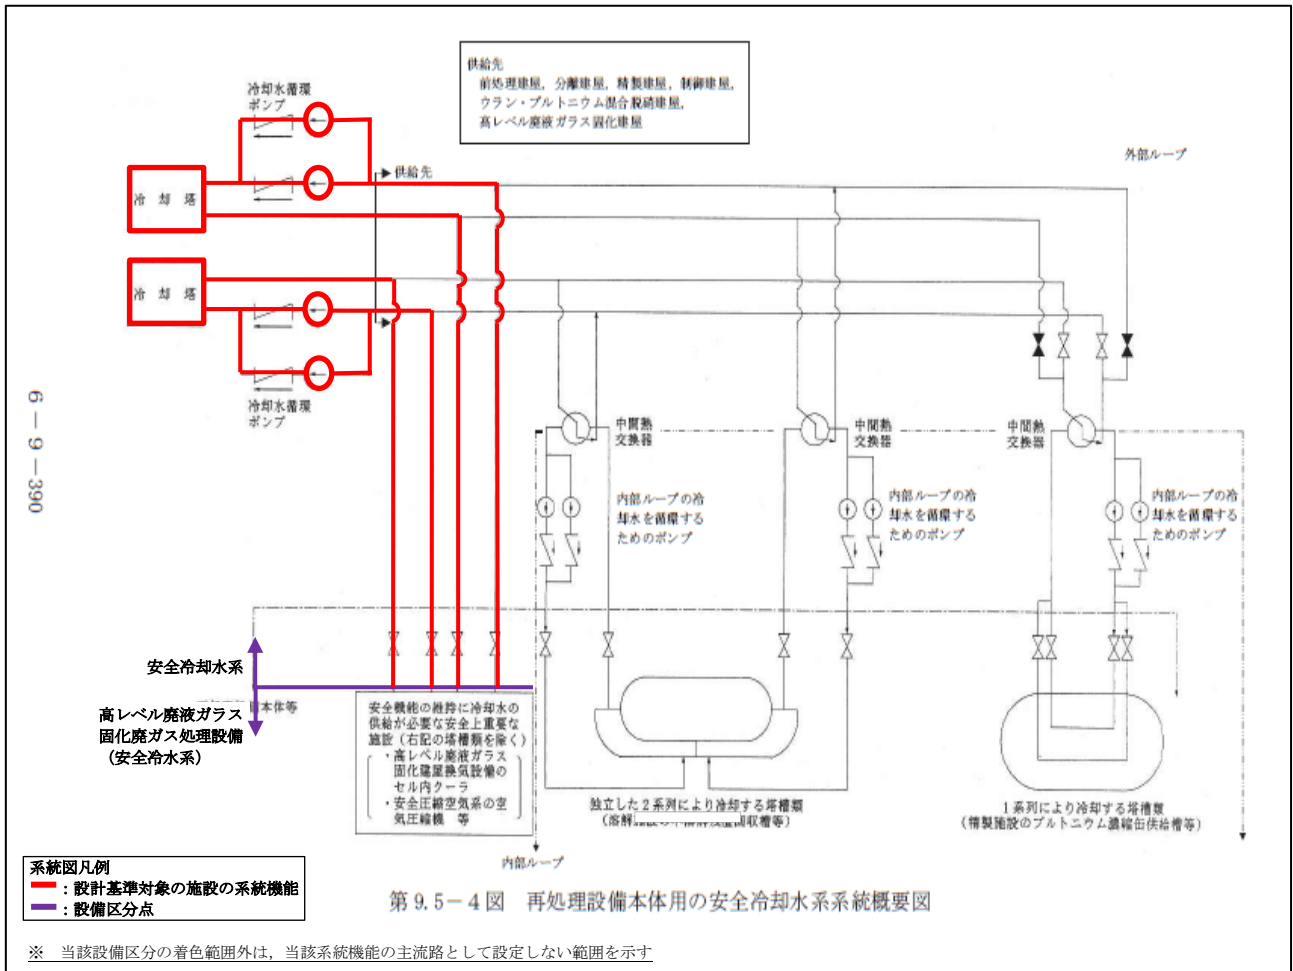 供給先
前処理建屋，分離建屋，精製建屋，制御建屋，
ウラン・プルトニウム混合脱硝建屋，
高レベル廃液ガラス固化建屋
冷却水循環
ポンプ
外部ループ
供給先
冷却塔
冷却塔
冷却水循環
ポンプ
6－9－390
中間熱
交換器
中間熱
交換器
中間熱
交換器
内部ループの冷
却水を循環する
ためのポンプ
内部ループの冷
却水を循環する
ためのポンプ
内部ループの冷
却水を循環する
ためのポンプ
安全冷却水系
本体等
高レベル廃液ガラス
固化廃ガス処理設備
（安全冷水系）
安全機能の維持に冷却水の
供給が必要な安全上重要な
施設（右記の塔槽類を除く）
・高レベル廃液ガラス
固化建屋換気設備の
セル内クーラ
・安全圧縮空気系の空
気圧縮機　等
独立した2系列により冷却する塔槽類
(溶解 回収槽等)
1系列により冷却する塔槽類
(精製施設のプルトニウム濃縮缶供給槽等)
内部ループ
系統図凡例
：設計基準対象の施設の系統機能
：設備区分点
第9.5－4図　再処理設備本体用の安全冷却水系系統概要図
※　当該設備区分の着色範囲外は，当該系統機能の主流路として設定しない範囲を示す